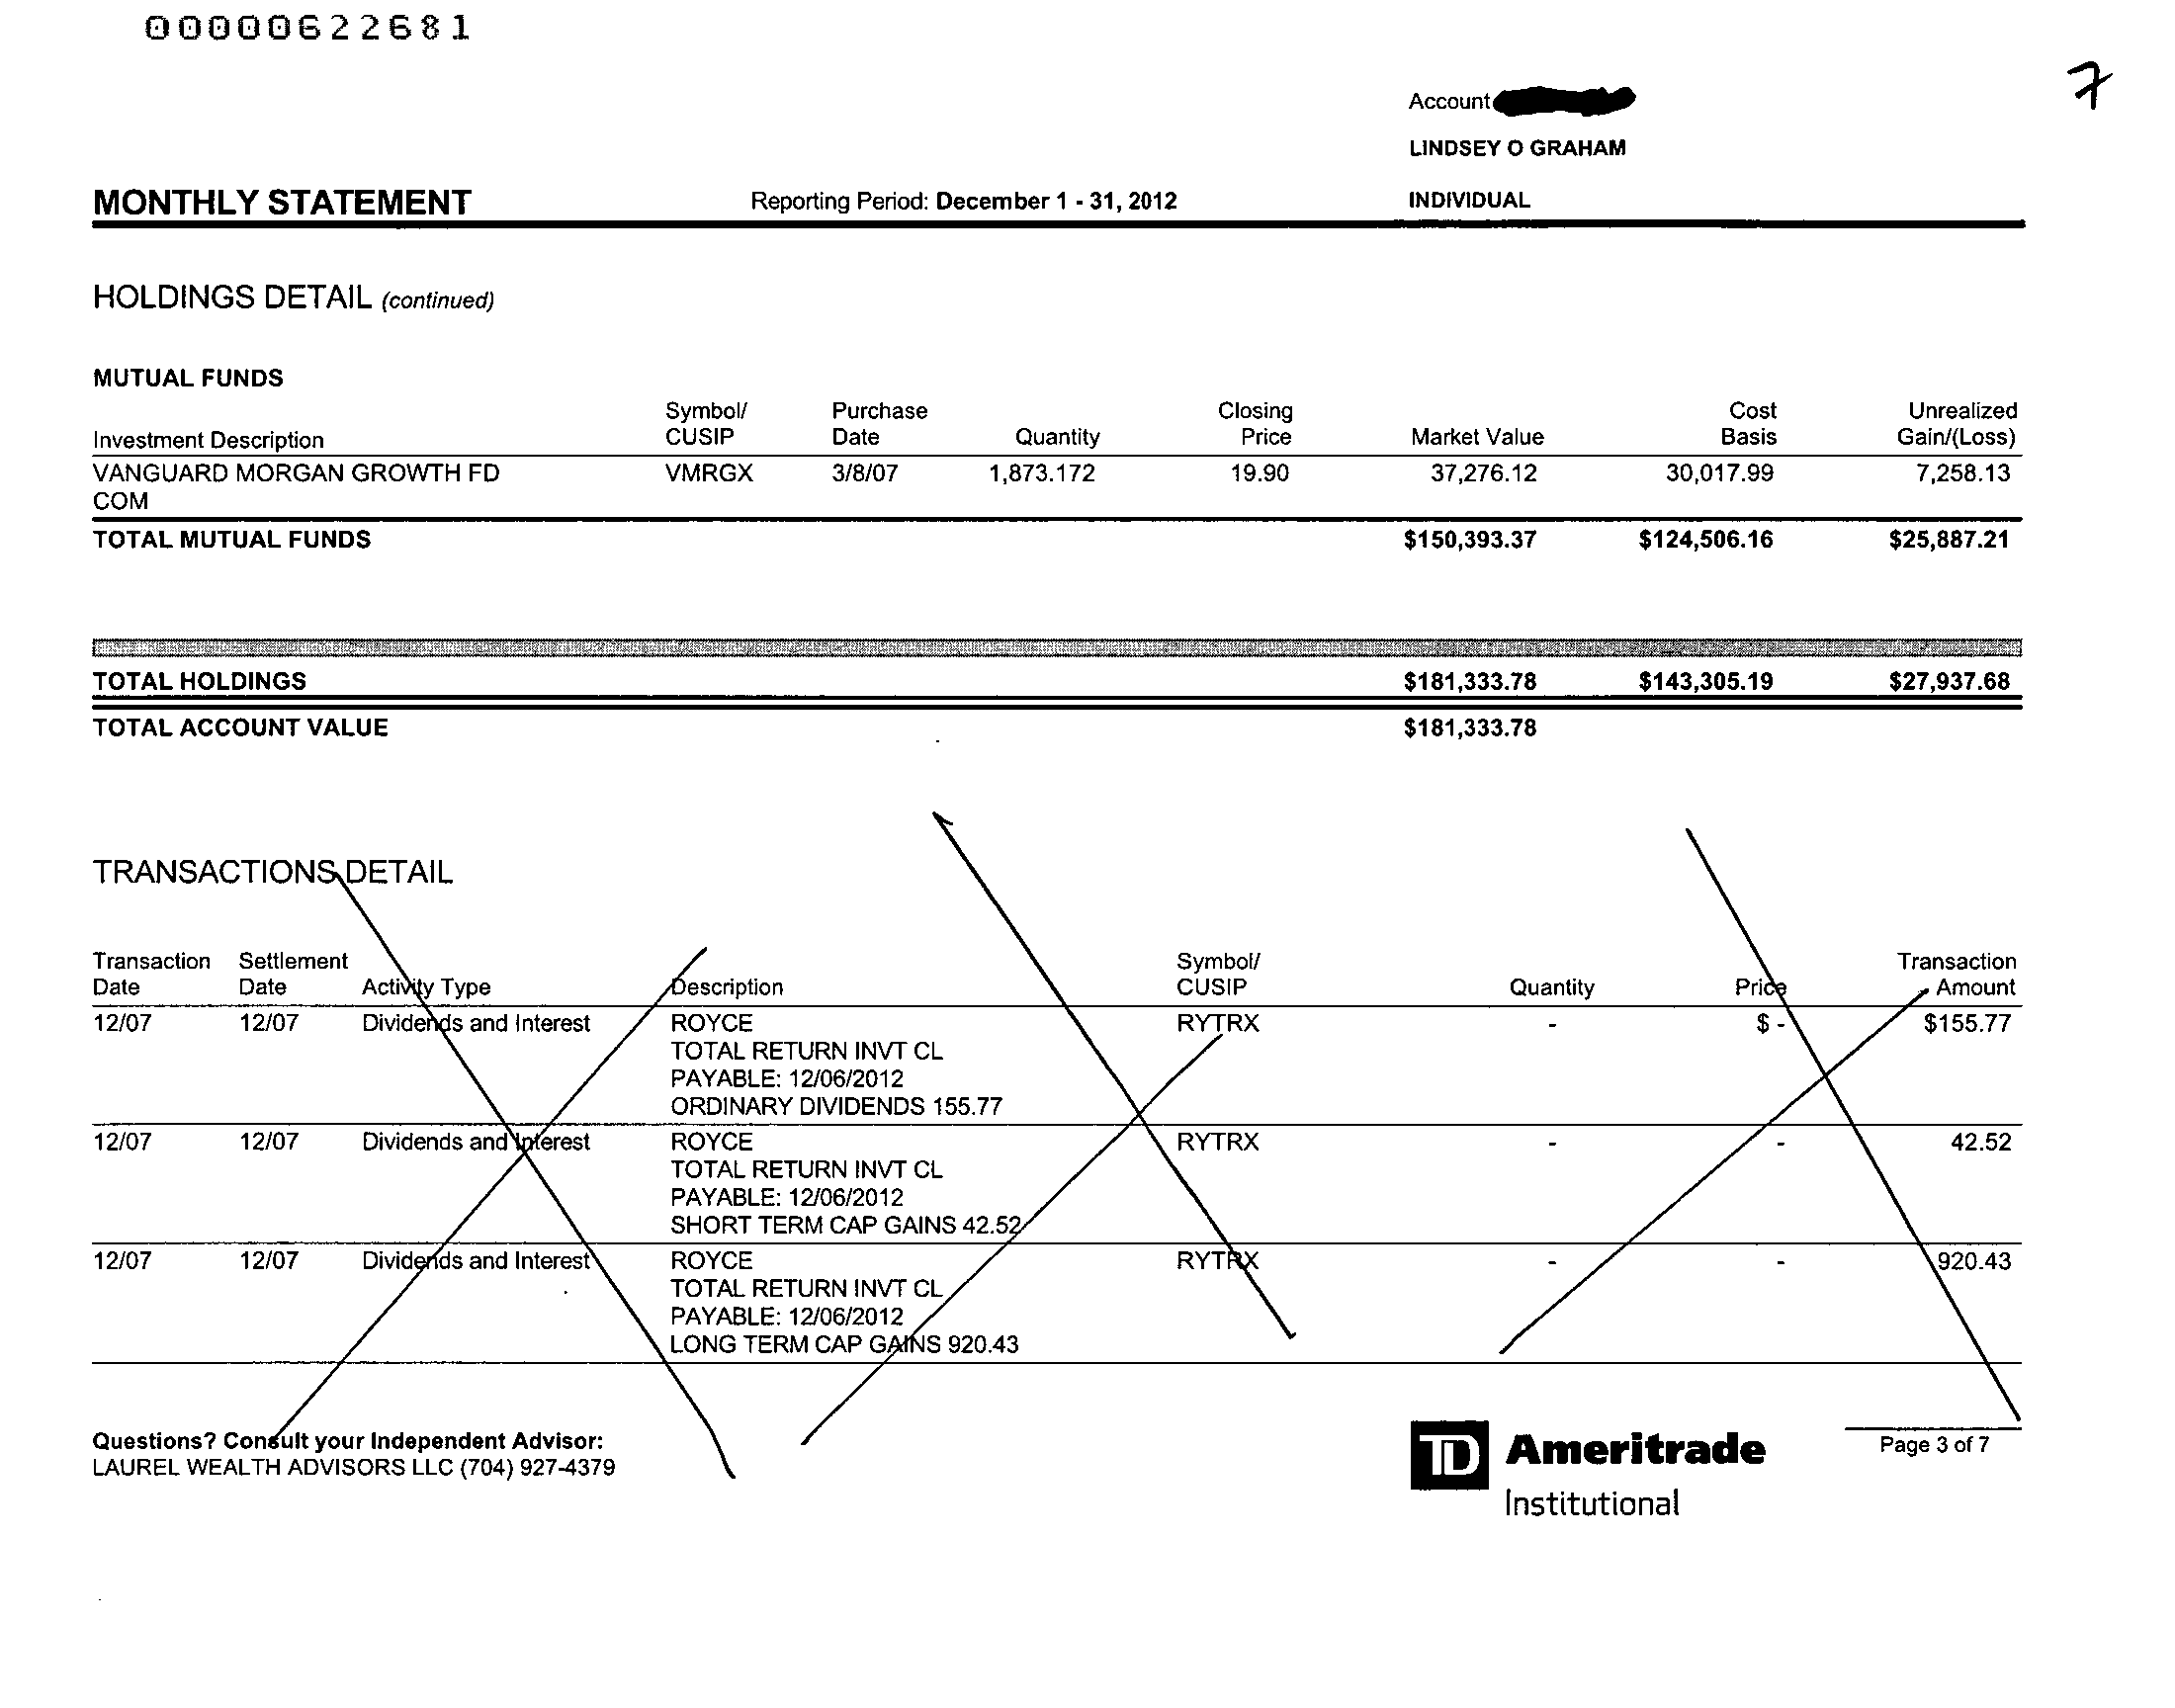 00000622681
7
Account
LINDSEY O GRAHAM
MONTHLY STATEMENT Reporting Period: December 1 - 31, 2012 INDIVIDUAL
HOLDINGS DETAIL (continued)
MUTUAL FUNDS
Symbol/ Purchase Closing Cost Unrealized
Investment Description CUSIP Date Quantity Price Market Value Basis Gain/(Loss)
VANGUARD MORGAN GROWTH FD VMRGX 3/8/07 1,873.172 19.90 37,276.12 30,017.99 7,258.13
COM
TOTAL MUTUAL FUNDS $150,393.37 $124,506.16 $25,887.21
TOTAL HOLDINGS $181,333.78 $143,305.19 $27,937.68
TOTAL ACCOUNT VALUE $181,333.78
TRANSACTIONS DETAIL
Transaction Settlement Symbol/ Transaction
Date Date Activity Type Description CUSIP Quantity Price Amount
12/07 12/07 Dividends and Interest ROYCE RYTRX - $ - $155.77
TOTAL RETURN INVT CL
PAYABLE: 12/06/2012
ORDINARY DIVIDENDS 155.77
12/07 12/07 Dividends and Interest ROYCE RYTRX - - 42.52
TOTAL RETURN INVT CL
PAYABLE: 12/06/2012
SHORT TERM CAP GAINS 42.52
12/07 12/07 Dividends and Interest ROYCE RYTRX - - 920.43
TOTAL RETURN INVT CL
PAYABLE: 12/06/2012
LONG TERM CAP GAINS 920.43
Questions? Consult your Independent Advisor:
LAUREL WEALTH ADVISORS LLC (704) 927-4379
TD Ameritrade
Institutional
Page 3 of 7